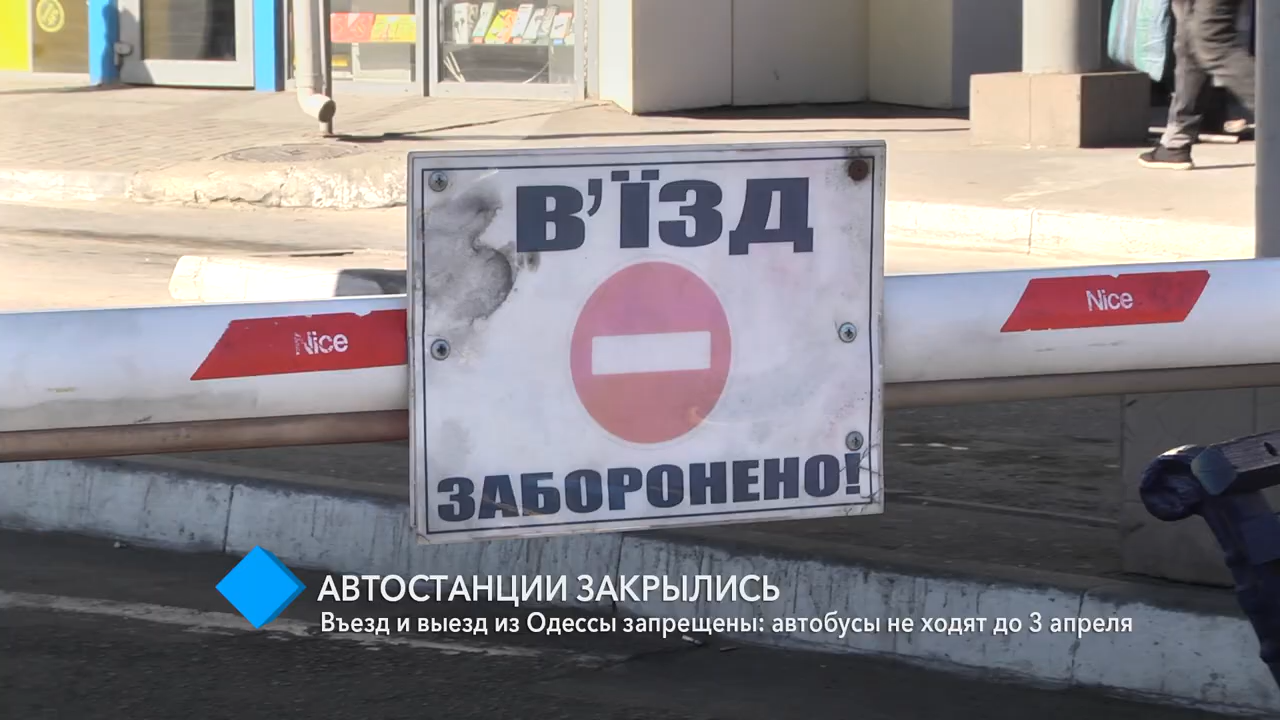 В'ЇЗД
Nice
Nice
ЗАБОРОНЕНО!
АВТОСТАНЦИИ ЗАКРЫЛИСЬ
Въезд и выезд из Одессы запрещены: автобусы не ходят до 3 апреля